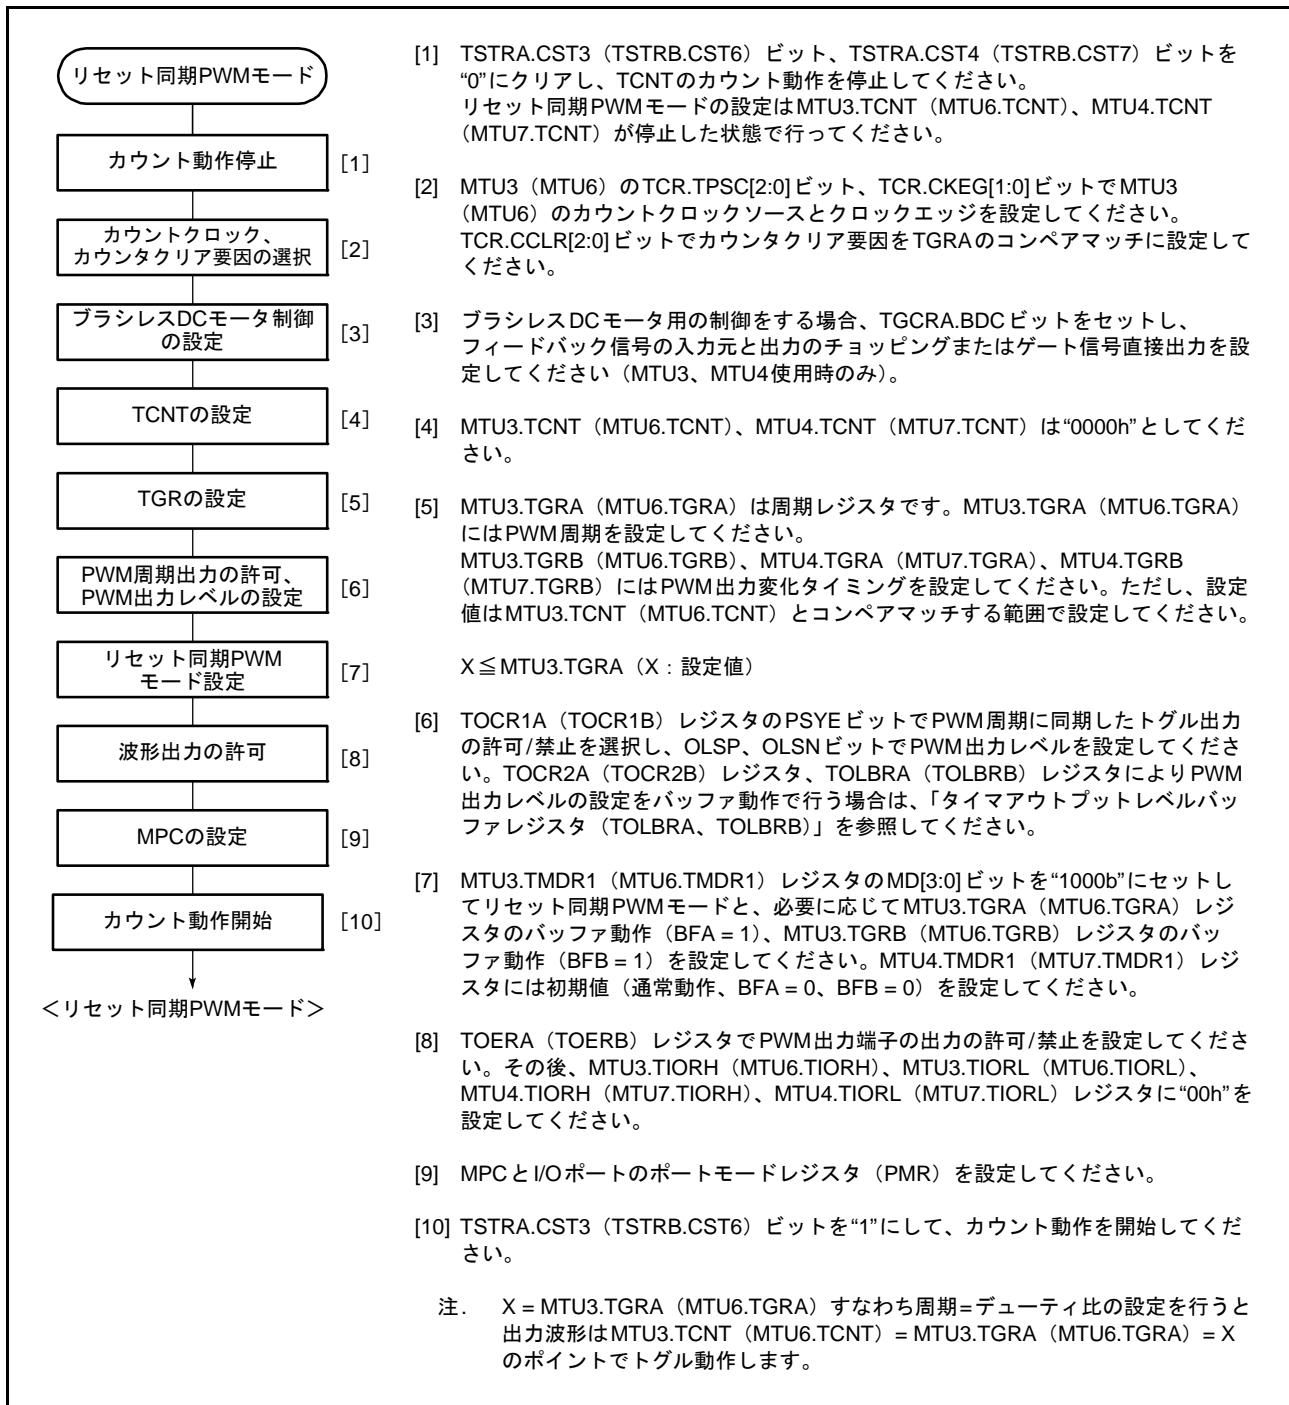 リセット同期PWMモード
カウント動作停止
[1]
カウントクロック、
カウンタクリア要因の選択
[2]
ブラシレスDCモータ制御
の設定
[3]
TCNTの設定
[4]
TGRの設定
[5]
PWM周期出力の許可、
PWM出力レベルの設定
[6]
リセット同期PWM
モード設定
[7]
波形出力の許可
[8]
MPCの設定
[9]
カウント動作開始
[10]
＜リセット同期PWMモード＞
[1] TSTRA.CST3（TSTRB.CST6）ビット、TSTRA.CST4（TSTRB.CST7）ビットを
“0”にクリアし、TCNTのカウント動作を停止してください。
リセット同期PWMモードの設定はMTU3.TCNT（MTU6.TCNT）、MTU4.TCNT
（MTU7.TCNT）が停止した状態で行ってください。
[2] MTU3（MTU6）のTCR.TPSC[2:0]ビット、TCR.CKEG[1:0]ビットでMTU3
（MTU6）のカウントクロックソースとクロックエッジを設定してください。
TCR.CCLR[2:0]ビットでカウンタクリア要因をTGRAのコンペアマッチに設定して
ください。
[3] ブラシレスDCモータ用の制御をする場合、TGCRA.BDCビットをセットし、
フィードバック信号の入力元と出力のチョッピングまたはゲート信号直接出力を設
定してください（MTU3、MTU4使用時のみ）。
[4] MTU3.TCNT（MTU6.TCNT）、MTU4.TCNT（MTU7.TCNT）は“0000h”としてくだ
さい。
[5] MTU3.TGRA（MTU6.TGRA）は周期レジスタです。MTU3.TGRA（MTU6.TGRA）
にはPWM周期を設定してください。
MTU3.TGRB（MTU6.TGRB）、MTU4.TGRA（MTU7.TGRA）、MTU4.TGRB
（MTU7.TGRB）にはPWM出力変化タイミングを設定してください。ただし、設定
値はMTU3.TCNT（MTU6.TCNT）とコンペアマッチする範囲で設定してください。
X≦MTU3.TGRA（X：設定値）
[6] TOCR1A（TOCR1B）レジスタのPSYEビットでPWM周期に同期したトグル出力
の許可/禁止を選択し、OLSP、OLSNビットでPWM出力レベルを設定してくださ
い。TOCR2A（TOCR2B）レジスタ、TOLBRA（TOLBRB）レジスタによりPWM
出力レベルの設定をバッファ動作で行う場合は、「タイマアウトプットレベルバッ
ファレジスタ（TOLBRA、TOLBRB）」を参照してください。
[7] MTU3.TMDR1（MTU6.TMDR1）レジスタのMD[3:0]ビットを“1000b”にセットし
てリセット同期PWMモードと、必要に応じてMTU3.TGRA（MTU6.TGRA）レジ
スタのバッファ動作（BFA = 1）、MTU3.TGRB（MTU6.TGRB）レジスタのバッ
ファ動作（BFB = 1）を設定してください。MTU4.TMDR1（MTU7.TMDR1）レジ
スタには初期値（通常動作、BFA = 0、BFB = 0）を設定してください。
[8] TOERA（TOERB）レジスタでPWM出力端子の出力の許可/禁止を設定してくださ
い。その後、MTU3.TIORH（MTU6.TIORH）、MTU3.TIORL（MTU6.TIORL）、
MTU4.TIORH（MTU7.TIORH）、MTU4.TIORL（MTU7.TIORL）レジスタに“00h”を
設定してください。
[9] MPCとI/Oポートのポートモードレジスタ（PMR）を設定してください。
[10] TSTRA.CST3（TSTRB.CST6）ビットを“1”にして、カウント動作を開始してくだ
さい。
注. X = MTU3.TGRA（MTU6.TGRA）すなわち周期=デューティ比の設定を行うと
出力波形はMTU3.TCNT（MTU6.TCNT）= MTU3.TGRA（MTU6.TGRA）= X
のポイントでトグル動作します。